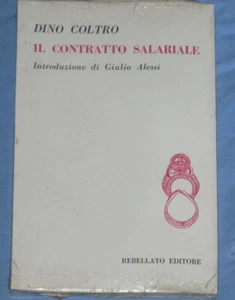 DINO COLTRO
IL CONTRATTO SALARIALE
Introduzione di Giulio Alessi
REBELLATO EDITORE